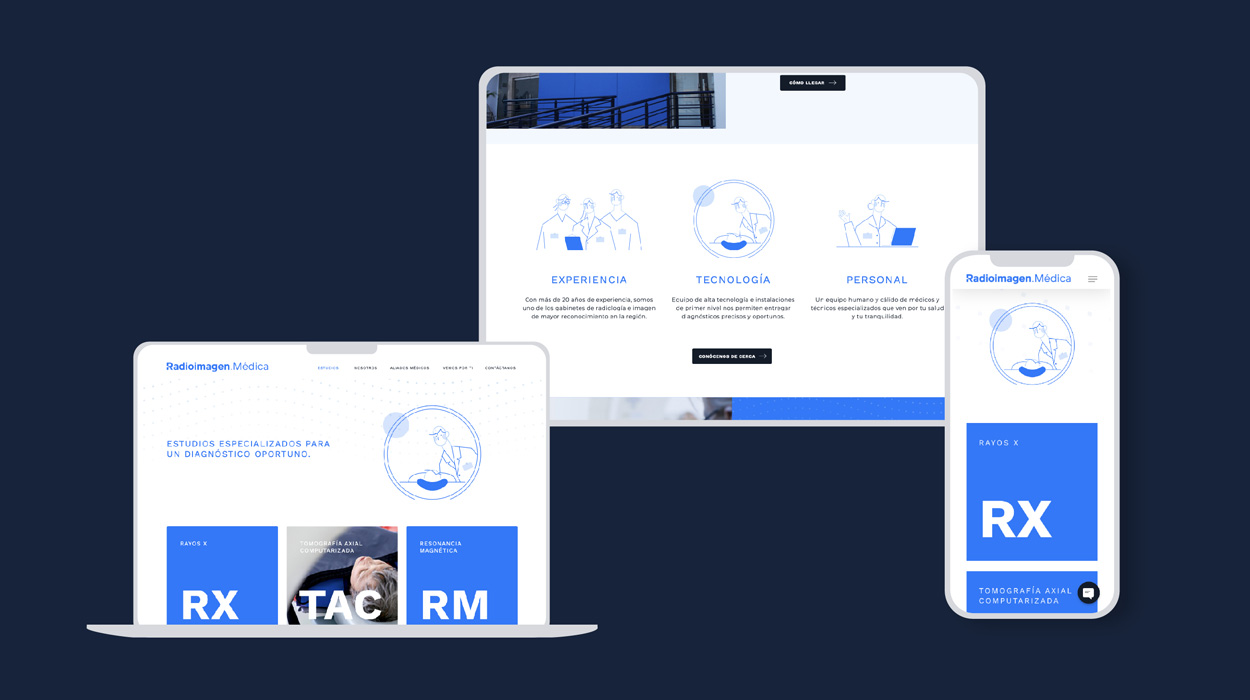 CÓMO LLEGAR
EXPERIENCIA
Con más de 20 años de experiencia, somos
uno de los gabinetes de radiología e imagen
de mayor reconocimiento en la región.
TECNOLOGÍA
Equipo de alta tecnología e instalaciones
de primer nivel nos permiten entregar
diagnósticos precisos y oportunos.
PERSONAL
Un equipo humano y cálido de médicos y
técnicos especializados que ven por tu salud
y tu tranquilidad.
CONÓCENOS DE CERCA
Radioimagen.Médica
ESTUDIOS NOSOTROS ALIADOS MÉDICOS VEMOS POR TI CONTÁCTANOS
ESTUDIOS ESPECIALIZADOS PARA
UN DIAGNÓSTICO OPORTUNO.
RAYOS X
RX
TOMOGRAFÍA AXIAL
COMPUTARIZADA
TAC
RESONANCIA
MAGNÉTICA
RM
Radioimagen.Médica
RAYOS X
RX
TOMOGRAFÍA AXIAL
COMPUTARIZADA